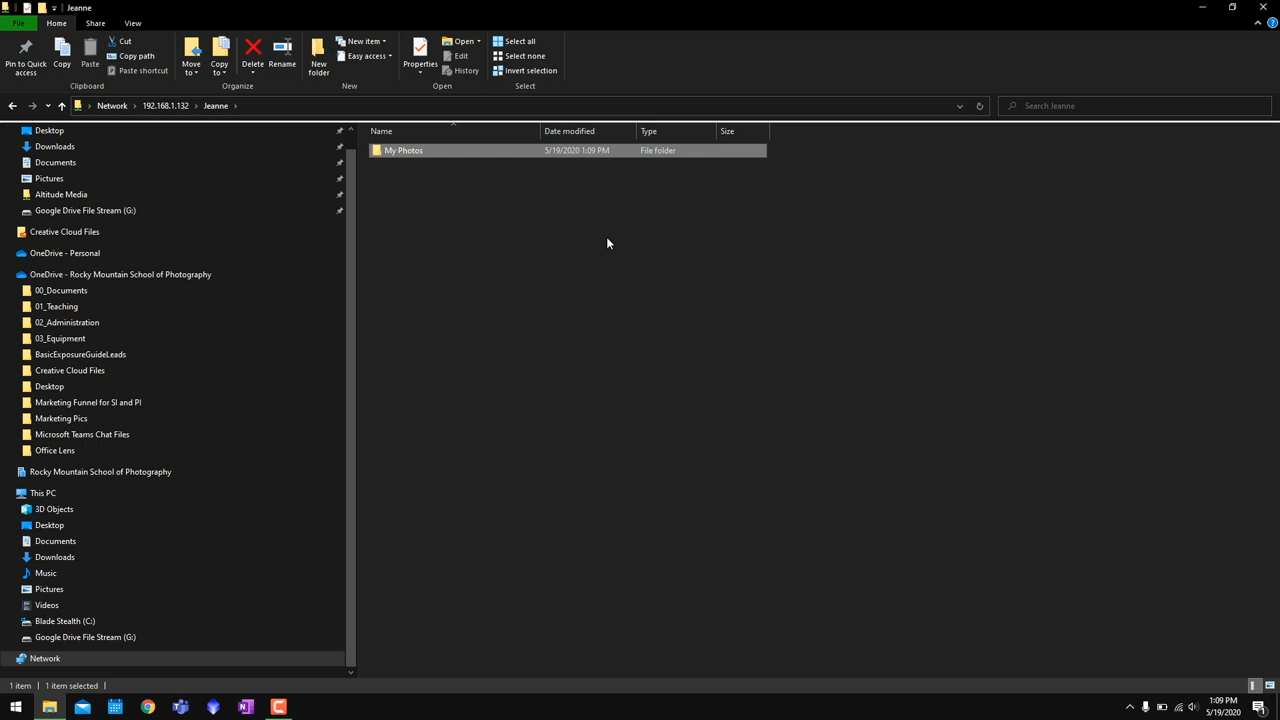 Jeanne
File Home Share View
Pin to Quick access
Copy
Paste
Cut
Copy path
Paste shortcut
Clipboard
Move to
Copy to
Delete
Rename
Organize
New folder
New item
Easy access
New
Properties
Open
Edit
History
Open
Select all
Select none
Invert selection
Select
Network 192.168.1.132 Jeanne
Search Jeanne
Name Date modified Type Size
My Photos 5/19/2020 1:09 PM File folder
Desktop
Downloads
Documents
Pictures
Altitude Media
Google Drive File Stream (G:)
Creative Cloud Files
OneDrive - Personal
OneDrive - Rocky Mountain School of Photography
00_Documents
01_Teaching
02_Administration
03_Equipment
BasicExposureGuideLeads
Creative Cloud Files
Desktop
Marketing Funnel for SI and PI
Marketing Pics
Microsoft Teams Chat Files
Office Lens
Rocky Mountain School of Photography
This PC
3D Objects
Desktop
Documents
Downloads
Music
Pictures
Videos
Blade Stealth (C:)
Google Drive File Stream (G:)
Network
1 item 1 item selected
1:09 PM
5/19/2020